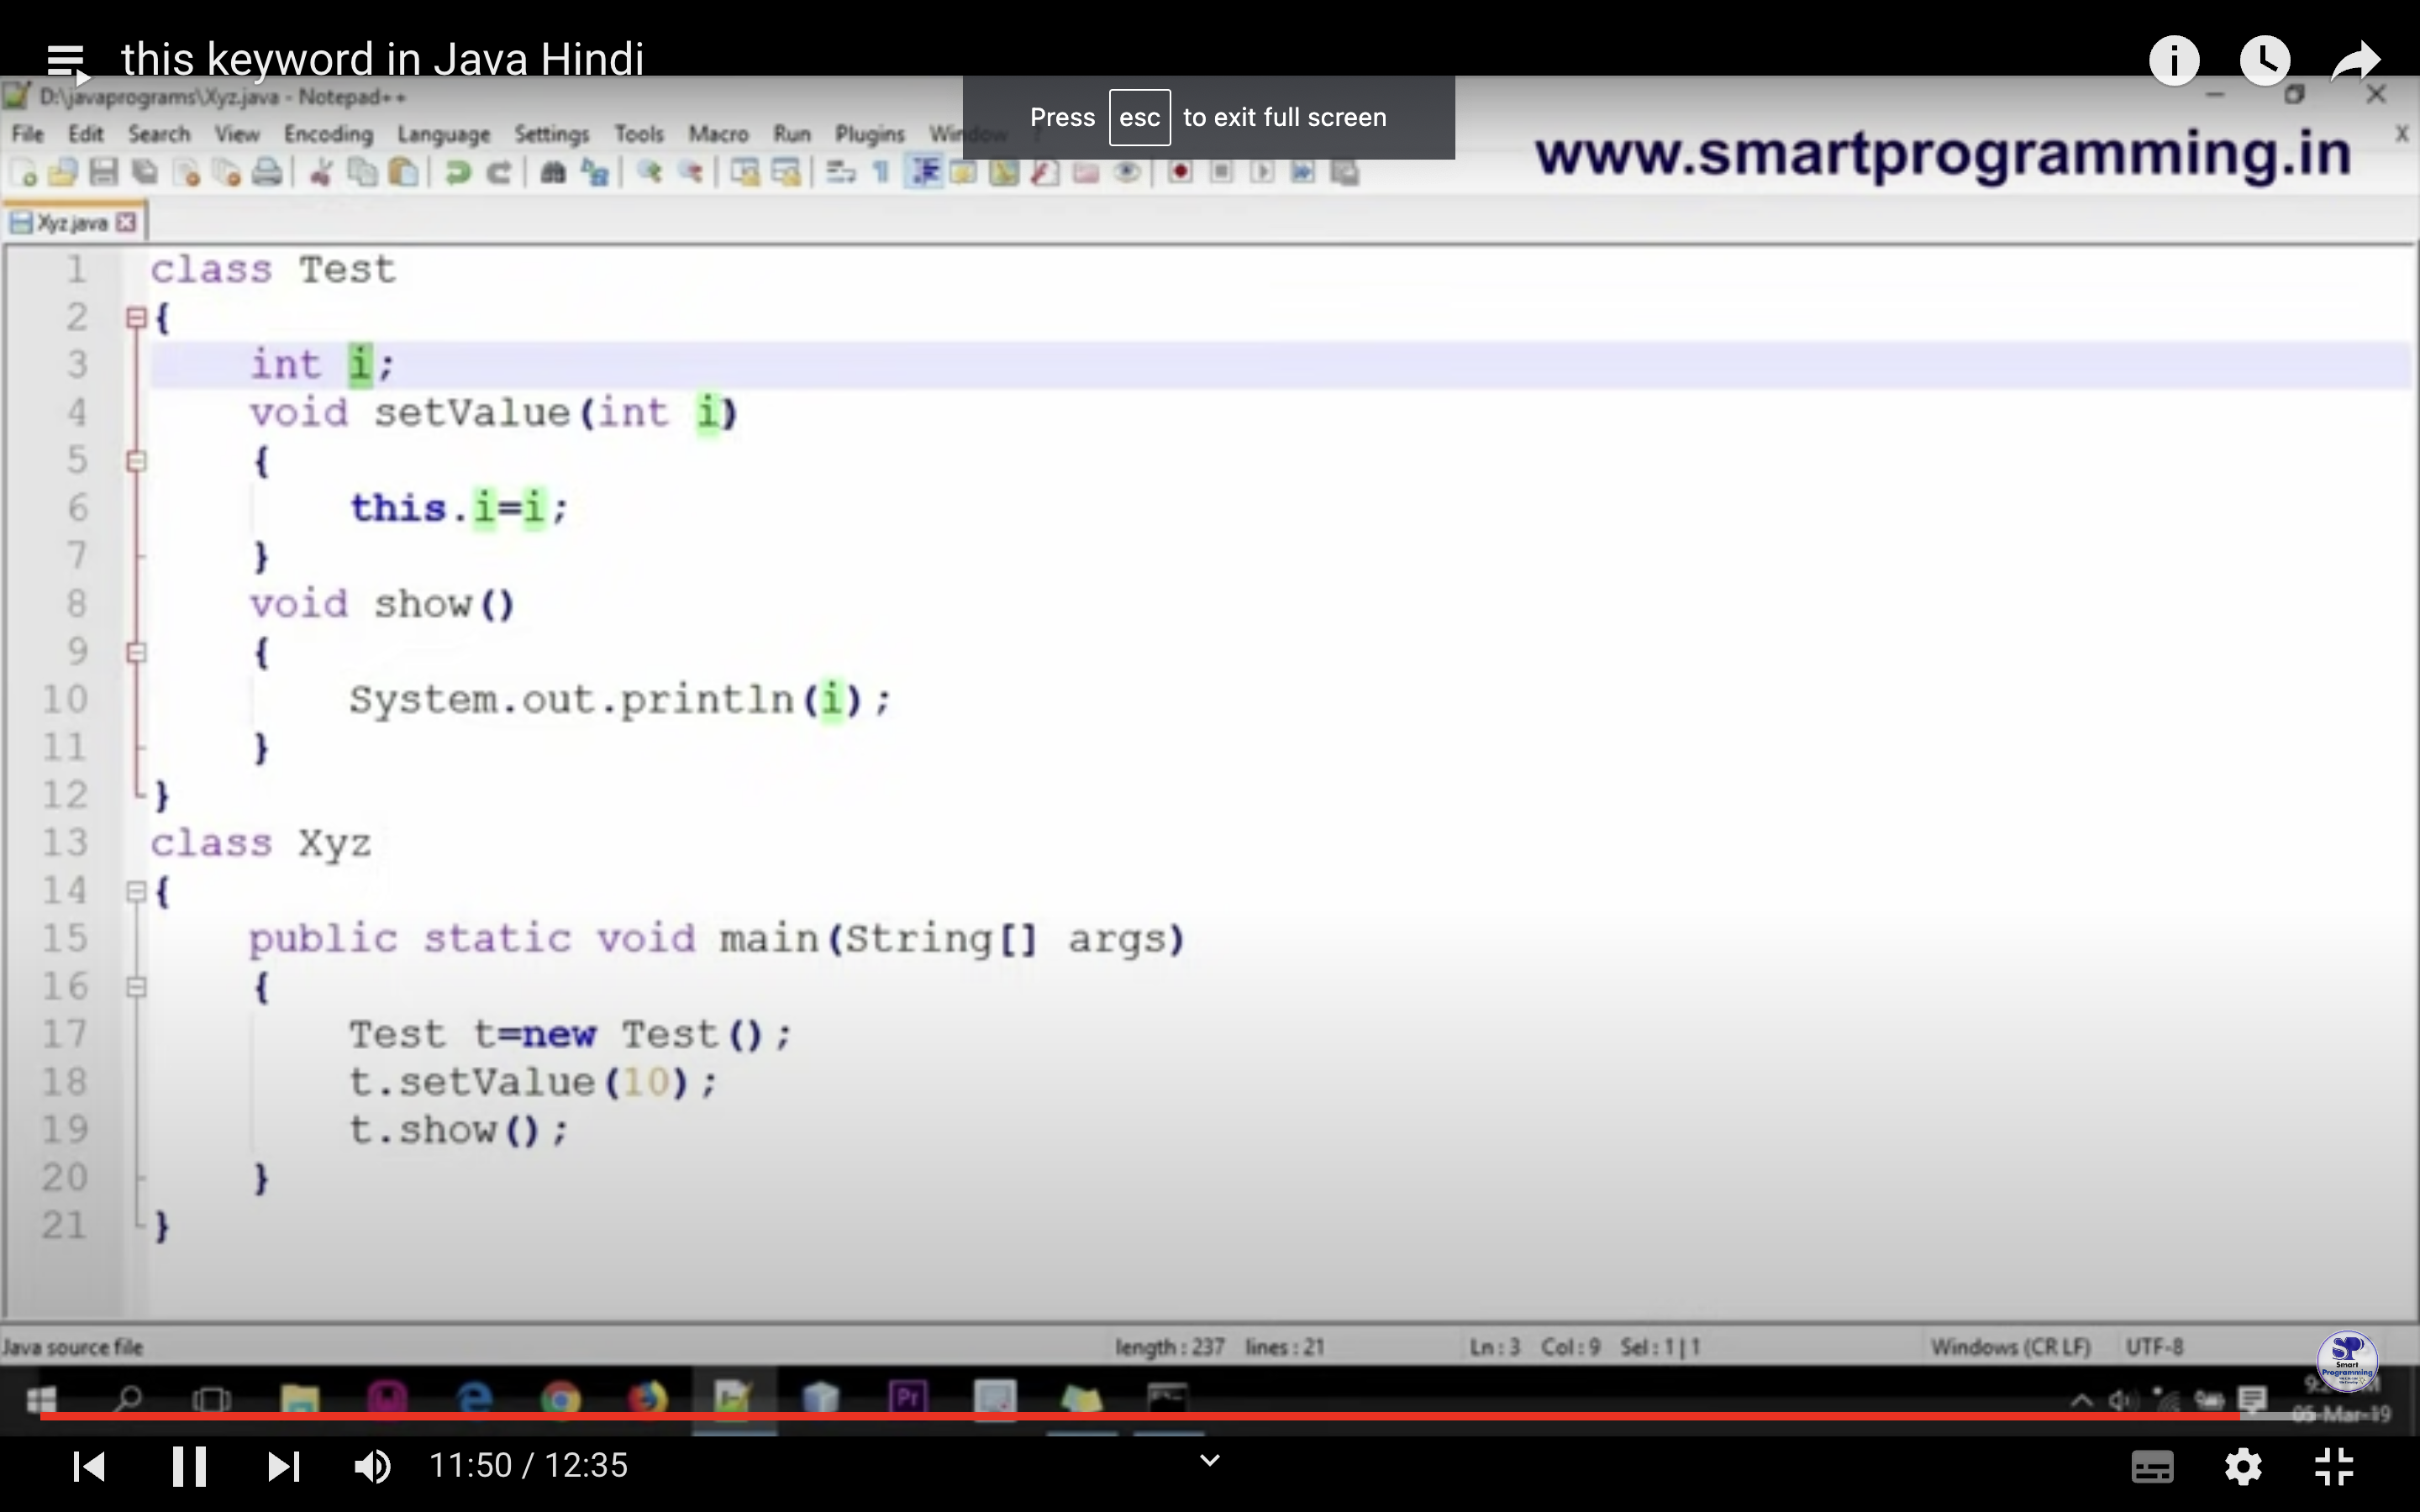 this keyword in Java Hindi
D:\javaprograms\Xyz.java - Notepad++
Press esc to exit full screen
File Edit Search View Encoding Language Settings Tools Macro Run Plugins Window ?
www.smartprogramming.in
X
Xyz.java
1 class Test
2 {
3 int i;
4 void setValue(int i)
5 {
6 this.i=i;
7 }
8 void show()
9 {
10 System.out.println(i);
11 }
12 }
13 class Xyz
14 {
15 public static void main(String[] args)
16 {
17 Test t=new Test();
18 t.setValue(10);
19 t.show();
20 }
21 }
Java source file length : 237 lines : 21 Ln : 3 Col : 9 Sel : 1 | 1 Windows (CR LF) UTF-8
SP
Smart
Programming
Pr
05-Mar-19
11:50 / 12:35